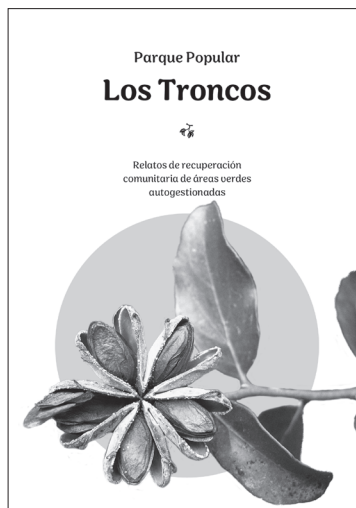 Parque Popular
Los Troncos
Relatos de recuperación
comunitaria de áreas verdes
autogestionadas